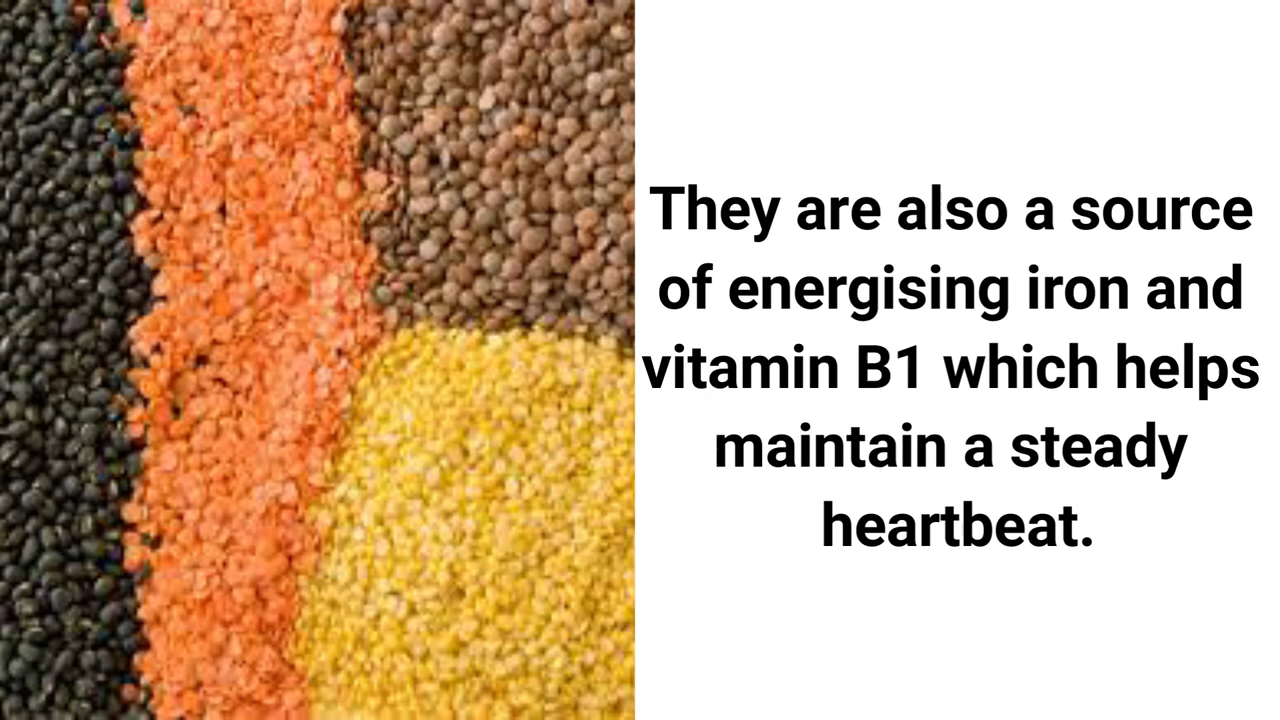 They are also a source
of energising iron and
vitamin B1 which helps
maintain a steady
heartbeat.